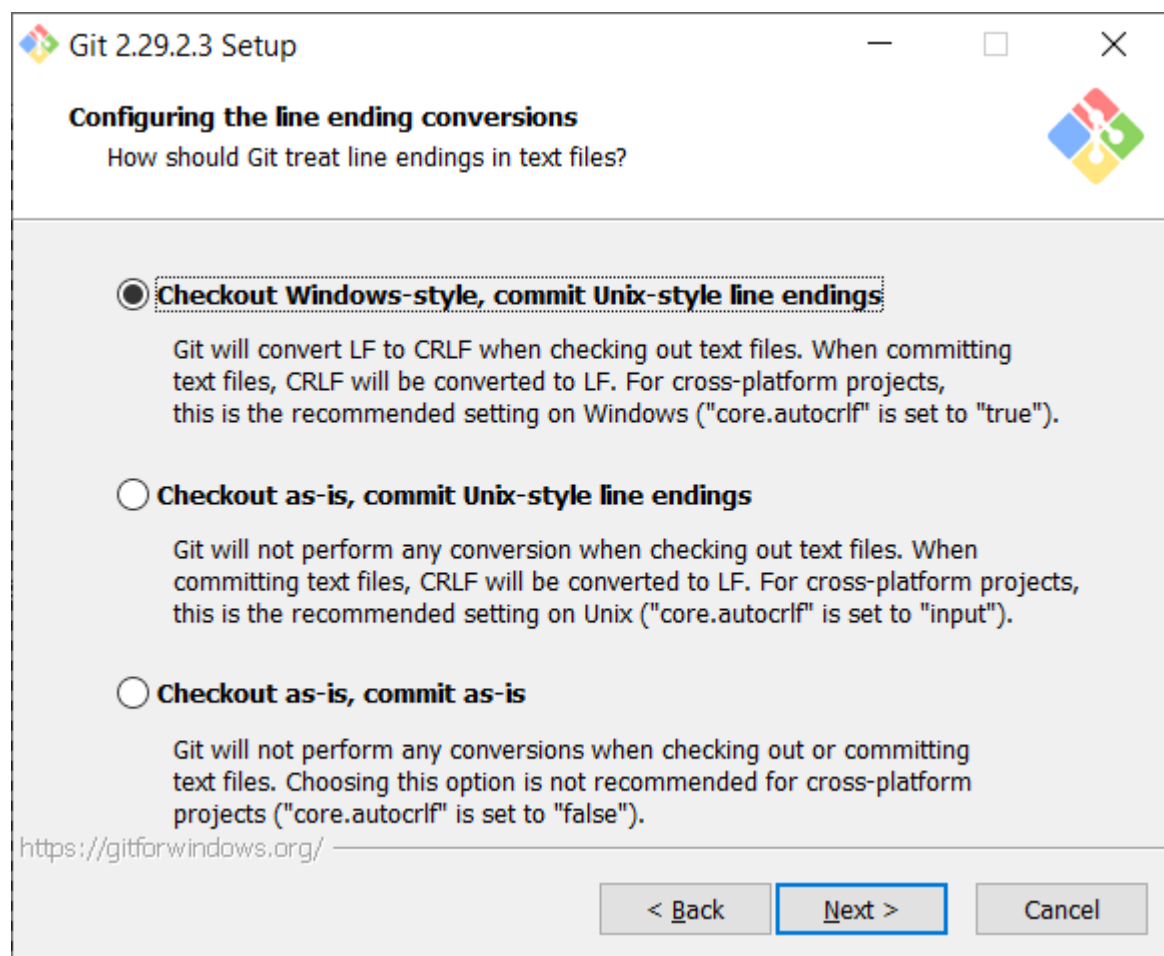 Git 2.29.2.3 Setup
Configuring the line ending conversions
How should Git treat line endings in text files?
Checkout Windows-style, commit Unix-style line endings
Git will convert LF to CRLF when checking out text files. When committing
text files, CRLF will be converted to LF. For cross-platform projects,
this is the recommended setting on Windows ("core.autocrlf" is set to "true").
Checkout as-is, commit Unix-style line endings
Git will not perform any conversion when checking out text files. When
committing text files, CRLF will be converted to LF. For cross-platform projects,
this is the recommended setting on Unix ("core.autocrlf" is set to "input").
Checkout as-is, commit as-is
Git will not perform any conversions when checking out or committing
text files. Choosing this option is not recommended for cross-platform
projects ("core.autocrlf" is set to "false").
https://gitforwindows.org/
< Back Next > Cancel